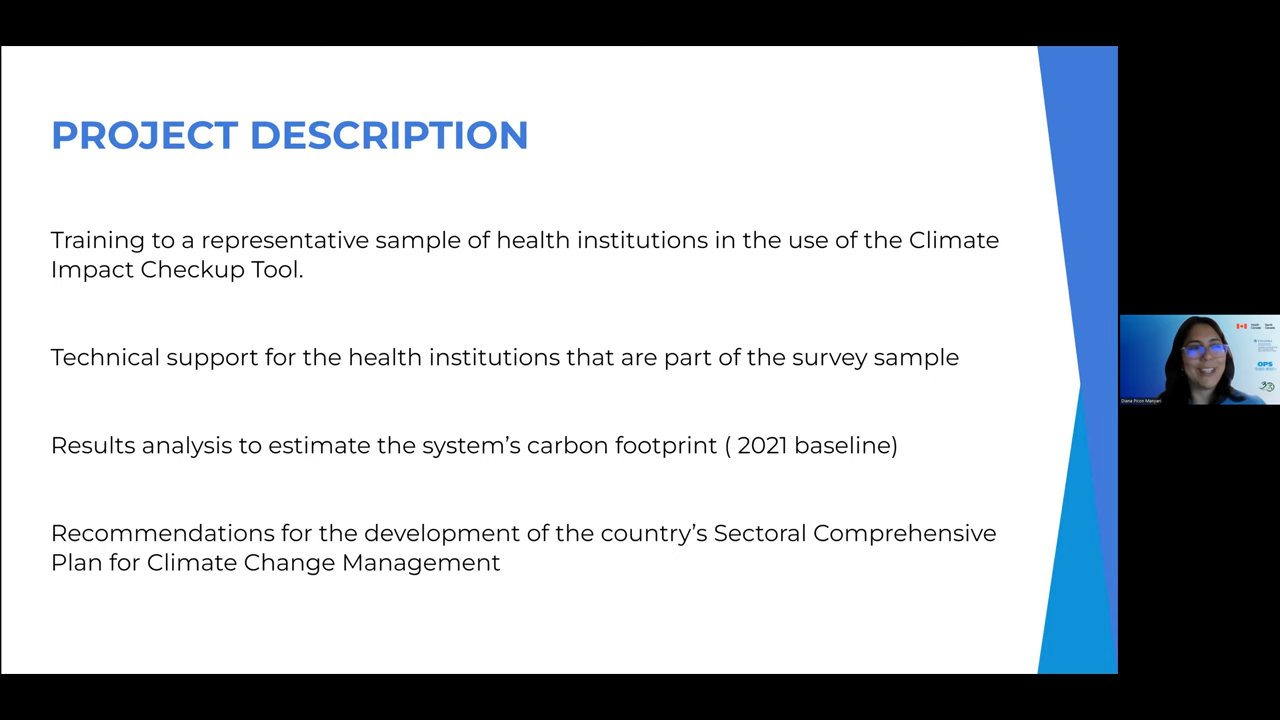 PROJECT DESCRIPTION
Training to a representative sample of health institutions in the use of the Climate
Impact Checkup Tool.
Technical support for the health institutions that are part of the survey sample
Results analysis to estimate the system’s carbon footprint ( 2021 baseline)
Recommendations for the development of the country’s Sectoral Comprehensive
Plan for Climate Change Management
OPS